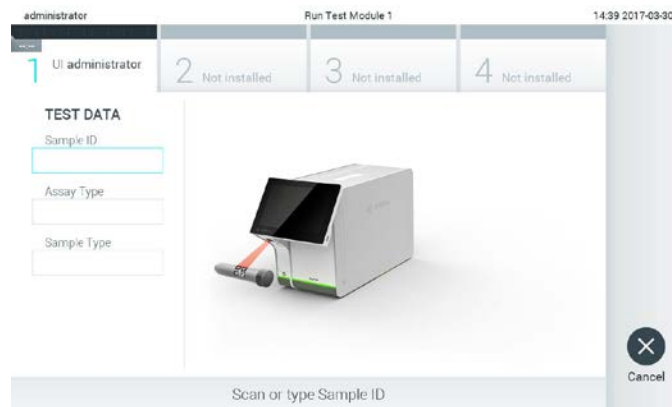 administrator Run Test Module 1 14:39 2017-03-30
1 UI administrator 2 Not installed 3 Not installed 4 Not installed
TEST DATA
Sample ID
Assay Type
Sample Type
Cancel
Scan or type Sample ID